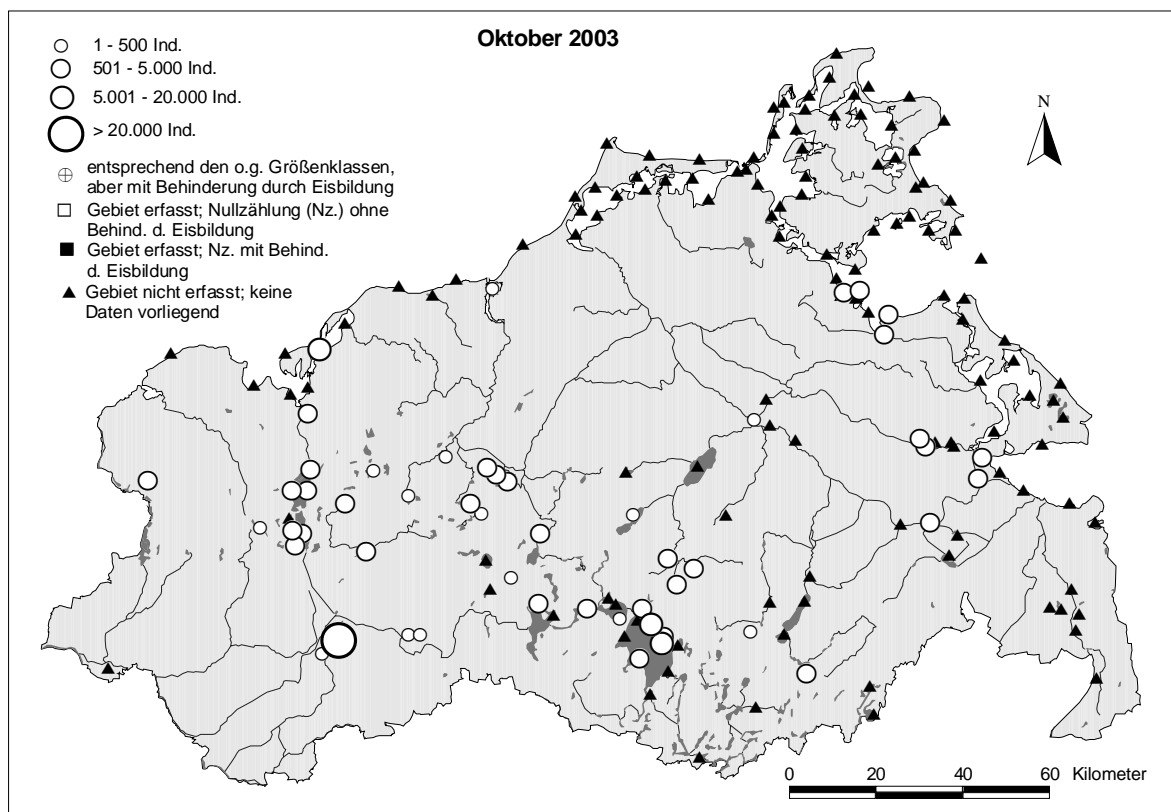 Oktober 2003
1 - 500 Ind.
501 - 5.000 Ind.
5.001 - 20.000 Ind.
> 20.000 Ind.
entsprechend den o.g. Größenklassen,
aber mit Behinderung durch Eisbildung
Gebiet erfasst; Nullzählung (Nz.) ohne
Behind. d. Eisbildung
Gebiet erfasst; Nz. mit Behind.
d. Eisbildung
Gebiet nicht erfasst; keine
Daten vorliegend
N
0 20 40 60 Kilometer